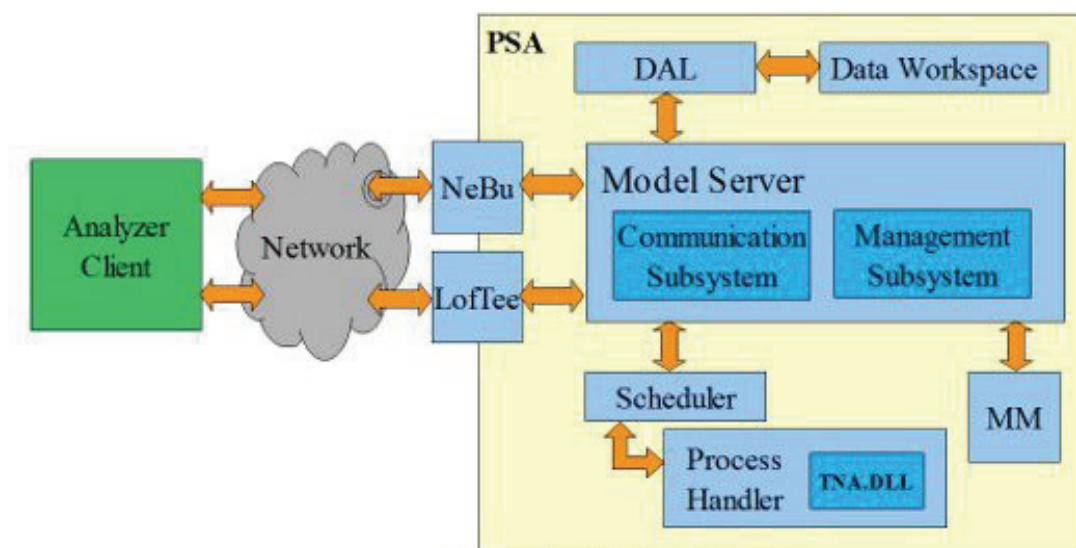 PSA
DAL
Data Workspace
Analyzer
Client
Network
NeBu
LofTee
Model Server
Communication
Subsystem
Management
Subsystem
Scheduler
MM
Process
Handler
TNA.DLL